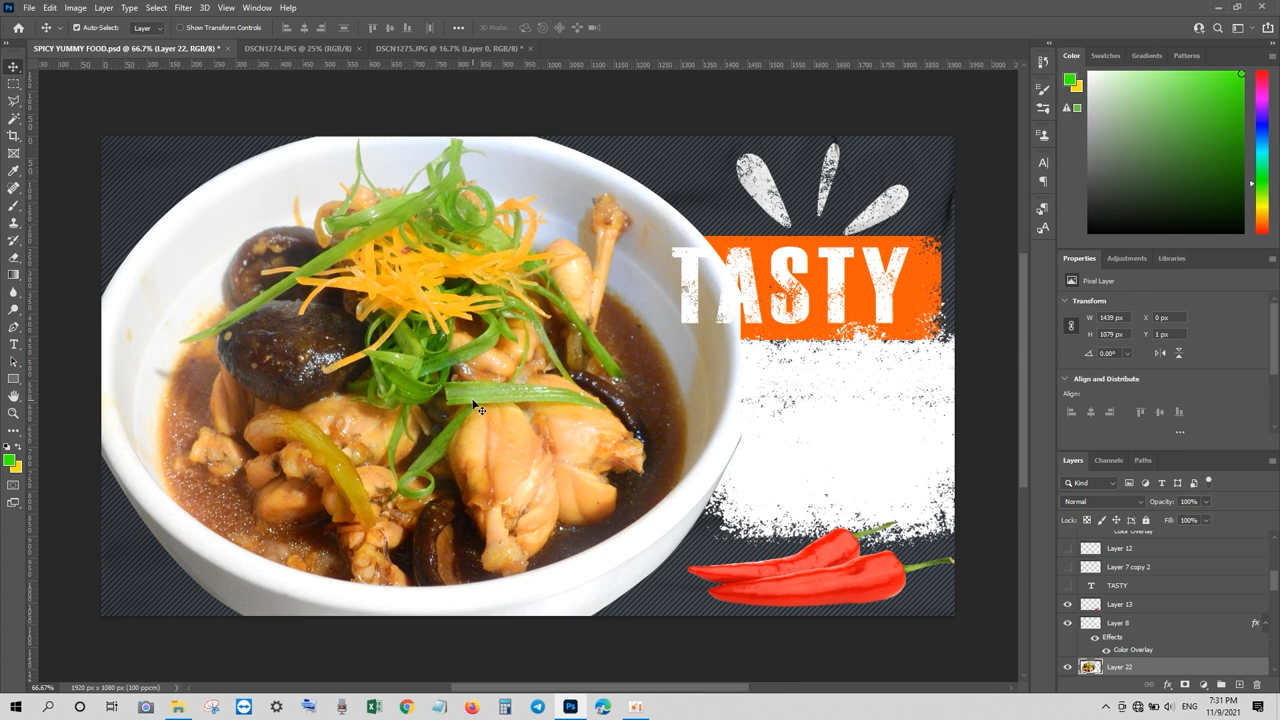 File Edit Image Layer Type Select Filter 3D View Window Help
Auto-Select: Layer Show Transform Controls 3D Mode:
SPICY YUMMY FOOD.psd @ 66.7% (Layer 22, RGB/8) * × DSCN1274.JPG @ 25% (RGB/8) × DSCN1275.JPG @ 16.7% (Layer 0, RGB/8) * ×
Color Swatches Gradients Patterns
TASTY
Properties Adjustments Libraries
Pixel Layer
Transform
W 1439 px X 0 px
H 1079 px Y 1 px
0.00°
Align and Distribute
Align:
Layers Channels Paths
Kind
Normal Opacity: 100%
Lock: Fill: 100%
Color Overlay
Layer 12
Layer 7 copy 2
TASTY
Layer 13
Layer 8 fx
Effects
Color Overlay
Layer 22
66.67% 1920 px x 1080 px (100 ppcm)
ENG 7:31 PM
11/9/2021